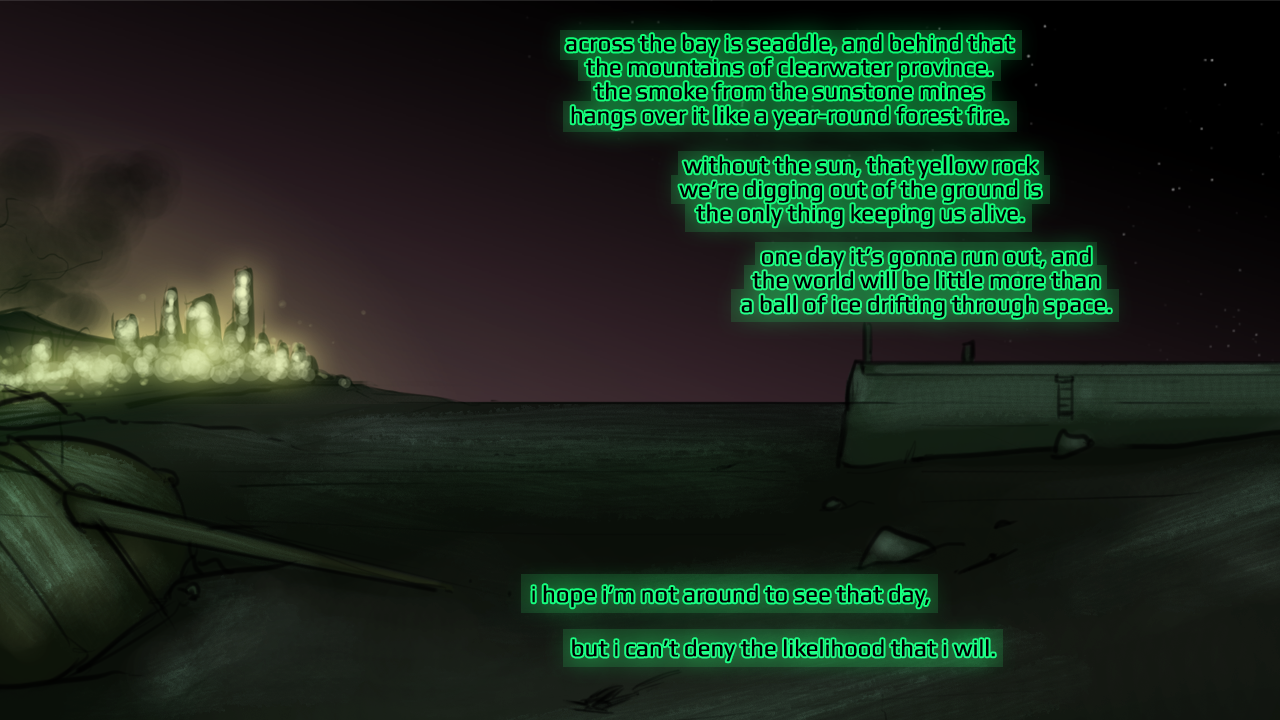 across the bay is seaddle, and behind that
the mountains of clearwater province.
the smoke from the sunstone mines
hangs over it like a year-round forest fire.
without the sun, that yellow rock
we're digging out of the ground is
the only thing keeping us alive.
one day it's gonna run out, and
the world will be little more than
a ball of ice drifting through space.
i hope i'm not around to see that day,
but i can't deny the likelihood that i will.